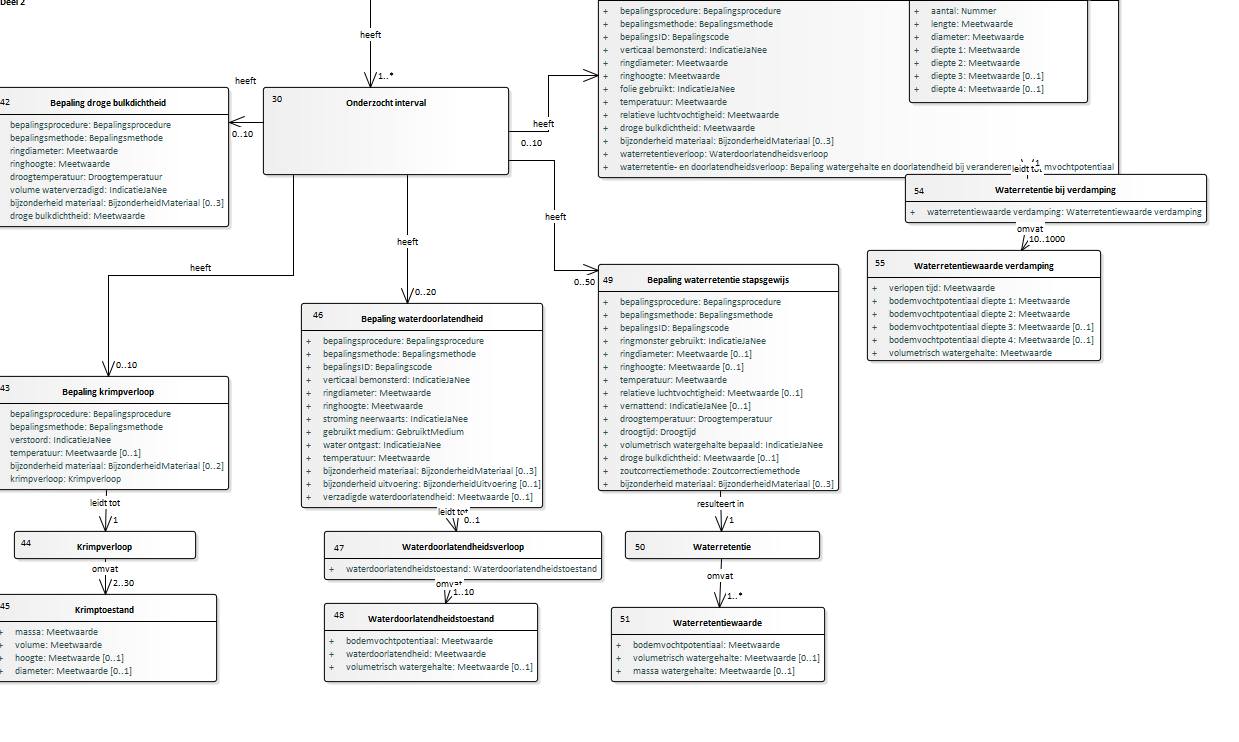 Deel 2
heeft
1..*
heeft
0..10
42
Bepaling droge bulkdichtheid
bepalingsprocedure: Bepalingsprocedure
bepalingsmethode: Bepalingsmethode
ringdiameter: Meetwaarde
ringhoogte: Meetwaarde
droogtemperatuur: Droogtemperatuur
volume waterverzadigd: IndicatieJaNee
bijzonderheid materiaal: BijzonderheidMateriaal [0..3]
droge bulkdichtheid: Meetwaarde
30
Onderzocht interval
heeft
0..10
+ bepalingsprocedure: Bepalingsprocedure
+ bepalingsmethode: Bepalingsmethode
+ bepalingsID: Bepalingscode
+ verticaal bemonsterd: IndicatieJaNee
+ ringdiameter: Meetwaarde
+ ringhoogte: Meetwaarde
+ folie gebruikt: IndicatieJaNee
+ temperatuur: Meetwaarde
+ relatieve luchtvochtigheid: Meetwaarde
+ droge bulkdichtheid: Meetwaarde
+ bijzonderheid materiaal: BijzonderheidMateriaal [0..3]
+ waterretentieverloop: Waterdoorlatendheidsverloop
+ waterretentie- en doorlatendheidsverloop: Bepaling watergehalte en doorlatendheid bij veranderen mvochtpotentiaal
+ aantal: Nummer
+ lengte: Meetwaarde
+ diameter: Meetwaarde
+ diepte 1: Meetwaarde
+ diepte 2: Meetwaarde
+ diepte 3: Meetwaarde [0..1]
+ diepte 4: Meetwaarde [0..1]
leidt tot
1
54
Waterretentie bij verdamping
+ waterretentiewaarde verdamping: Waterretentiewaarde verdamping
omvat
10..1000
55
Waterretentiewaarde verdamping
+ verlopen tijd: Meetwaarde
+ bodemvochtpotentiaal diepte 1: Meetwaarde
+ bodemvochtpotentiaal diepte 2: Meetwaarde
+ bodemvochtpotentiaal diepte 3: Meetwaarde [0..1]
+ bodemvochtpotentiaal diepte 4: Meetwaarde [0..1]
+ volumetrisch watergehalte: Meetwaarde
heeft
0..10
43
Bepaling krimpverloop
bepalingsprocedure: Bepalingsprocedure
bepalingsmethode: Bepalingsmethode
verstoord: IndicatieJaNee
temperatuur: Meetwaarde [0..1]
bijzonderheid materiaal: BijzonderheidMateriaal [0..2]
krimpverloop: Krimpverloop
leidt tot
1
44
Krimpverloop
omvat
2..30
45
Krimptoestand
+ massa: Meetwaarde
+ volume: Meetwaarde
+ hoogte: Meetwaarde [0..1]
+ diameter: Meetwaarde [0..1]
heeft
0..20
46
Bepaling waterdoorlatendheid
+ bepalingsprocedure: Bepalingsprocedure
+ bepalingsmethode: Bepalingsmethode
+ bepalingsID: Bepalingscode
+ verticaal bemonsterd: IndicatieJaNee
+ ringdiameter: Meetwaarde
+ ringhoogte: Meetwaarde
+ stroming neerwaarts: IndicatieJaNee
+ gebruikt medium: GebruiktMedium
+ water ontgast: IndicatieJaNee
+ temperatuur: Meetwaarde
+ bijzonderheid materiaal: BijzonderheidMateriaal [0..3]
+ bijzonderheid uitvoering: BijzonderheidUitvoering [0..1]
+ verzadigde waterdoorlatendheid: Meetwaarde [0..1]
leidt tot
0..1
47
Waterdoorlatendheidsverloop
+ waterdoorlatendheidstoestand: Waterdoorlatendheidstoestand
omvat
1..10
48
Waterdoorlatendheidstoestand
+ bodemvochtpotentiaal: Meetwaarde
+ waterdoorlatendheid: Meetwaarde
+ volumetrisch watergehalte: Meetwaarde [0..1]
heeft
0..50
49
Bepaling waterretentie stapsgewijs
+ bepalingsprocedure: Bepalingsprocedure
+ bepalingsmethode: Bepalingsmethode
+ bepalingsID: Bepalingscode
+ ringmonster gebruikt: IndicatieJaNee
+ ringdiameter: Meetwaarde [0..1]
+ ringhoogte: Meetwaarde [0..1]
+ temperatuur: Meetwaarde
+ relatieve luchtvochtigheid: Meetwaarde [0..1]
+ vernattend: IndicatieJaNee [0..1]
+ droogtemperatuur: Droogtemperatuur
+ droogtijd: Droogtijd
+ volumetrisch watergehalte bepaald: IndicatieJaNee
+ droge bulkdichtheid: Meetwaarde [0..1]
+ zoutcorrectiemethode: Zoutcorrectiemethode
+ bijzonderheid materiaal: BijzonderheidMateriaal [0..3]
resulteert in
1
50
Waterretentie
omvat
1..*
51
Waterretentiewaarde
+ bodemvochtpotentiaal: Meetwaarde
+ volumetrisch watergehalte: Meetwaarde [0..1]
+ massa watergehalte: Meetwaarde [0..1]